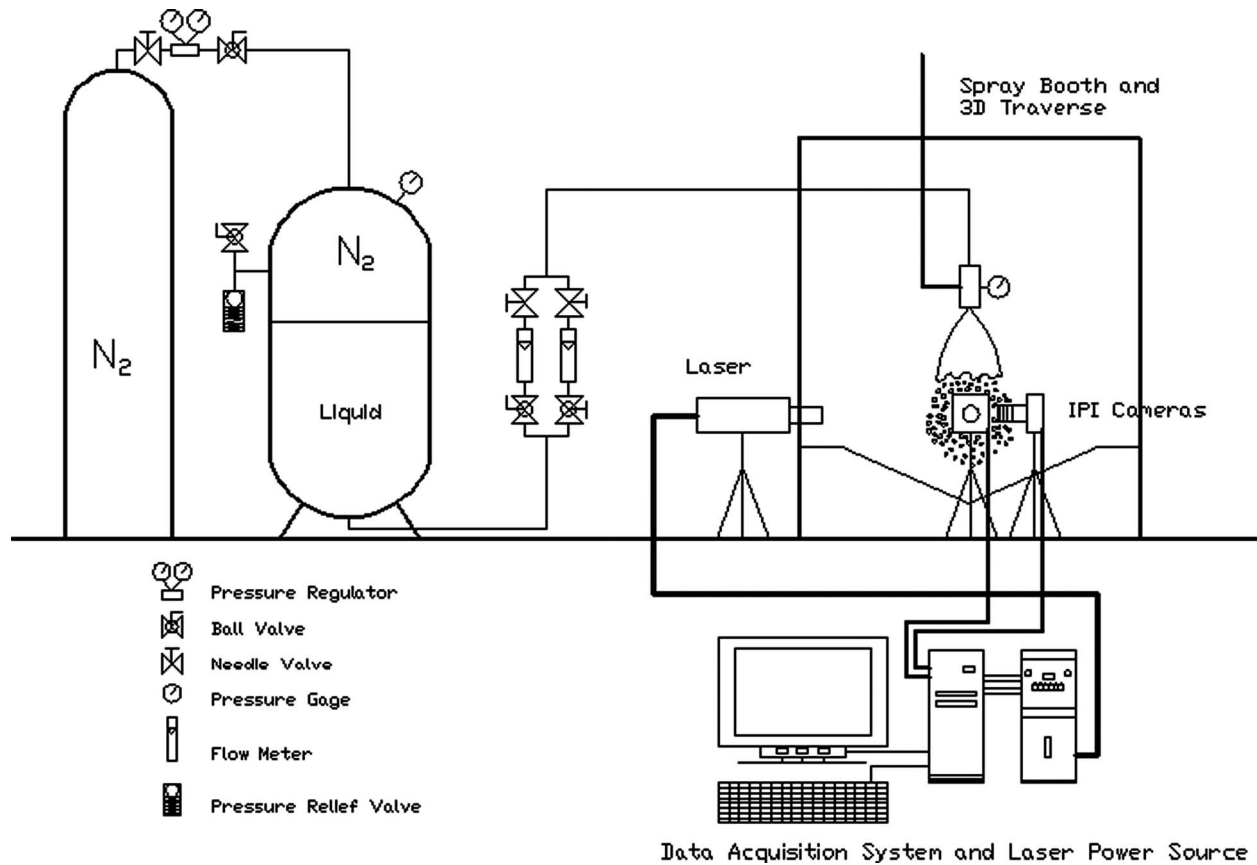 Spray Booth and
3D Traverse
N2
N2
Liquid
Laser
IPI Cameras
Pressure Regulator
Ball Valve
Needle Valve
Pressure Gage
Flow Meter
Pressure Relief Valve
Data Acquisition System and Laser Power Source